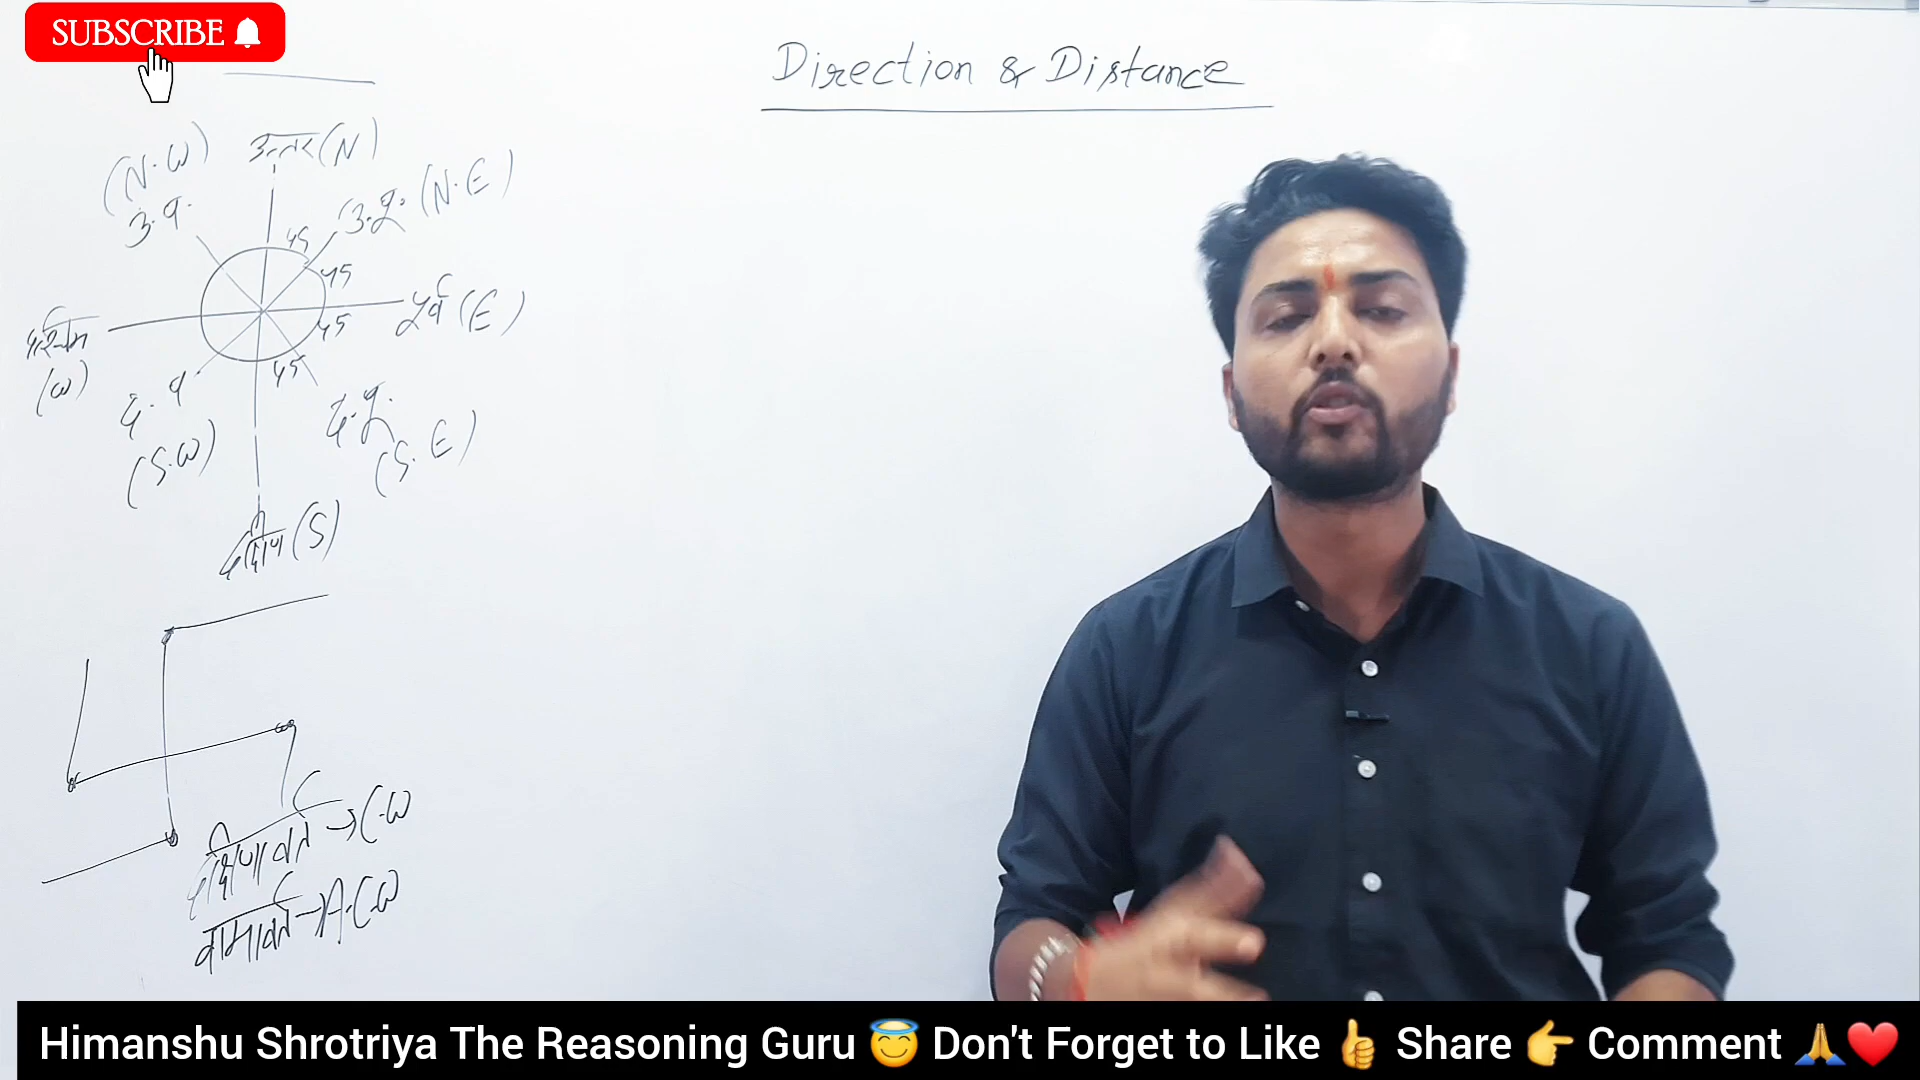 SUBSCRIBE
Direction & Distance
(N.W)
उ.प.
उत्तर (N)
उ.पू. (N.E)
45
45
पूर्व (E)
45
45
पश्चिम
(W)
द.प
(S.W)
द.पू.
(S.E)
दक्षिण (S)
दक्षिणावर्त → C.W
वामावर्त → A.C.W
Himanshu Shrotriya The Reasoning Guru 😇 Don't Forget to Like 👍 Share 👉 Comment 🙏❤️